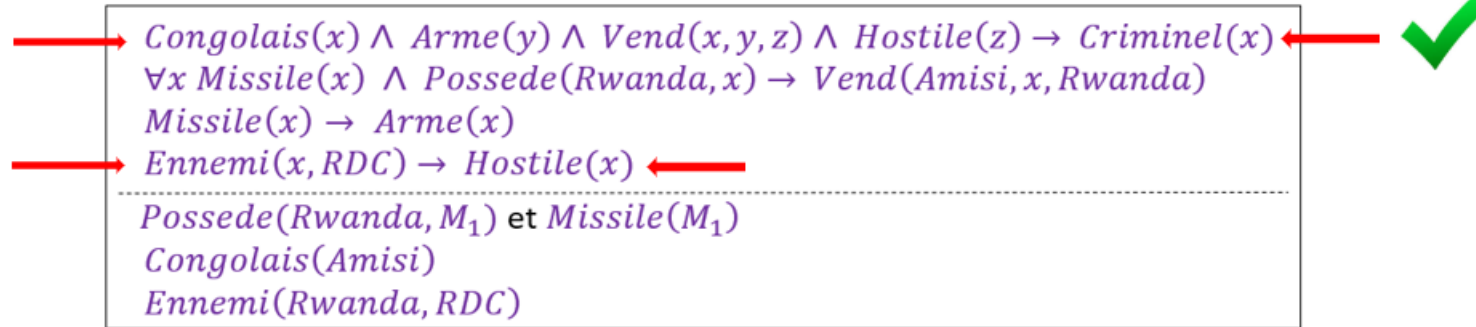 Congolais(x) ∧ Arme(y) ∧ Vend(x, y, z) ∧ Hostile(z) → Criminel(x)
∀x Missile(x) ∧ Possede(Rwanda, x) → Vend(Amisi, x, Rwanda)
Missile(x) → Arme(x)
Ennemi(x, RDC) → Hostile(x)
Possede(Rwanda, M₁) et Missile(M₁)
Congolais(Amisi)
Ennemi(Rwanda, RDC)